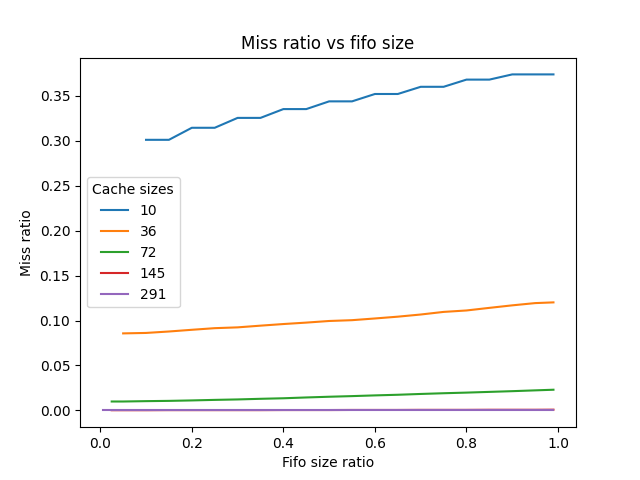 Miss ratio vs fifo size
Miss ratio
0.35
0.30
0.25
0.20
0.15
0.10
0.05
0.00
Cache sizes
10
36
72
145
291
0.0 0.2 0.4 0.6 0.8 1.0
Fifo size ratio